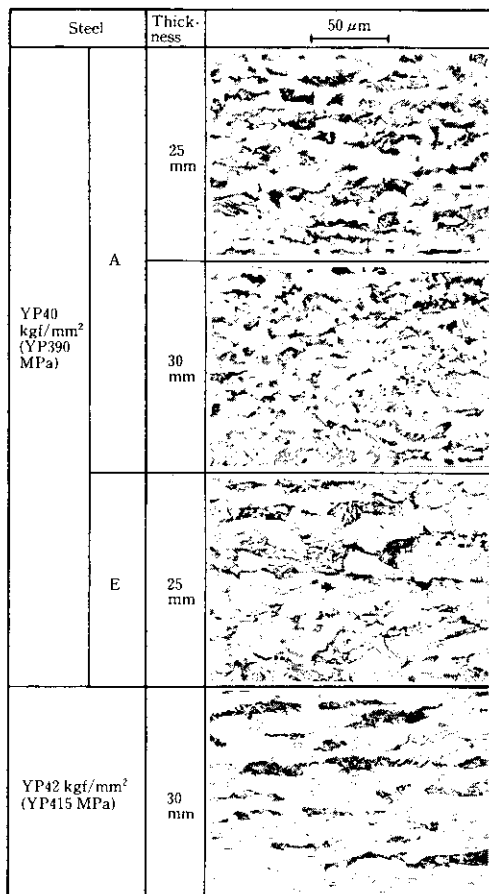 Steel
Thick-
ness
50 μm
YP40
kgf/mm²
(YP390
MPa)
A
25
mm
30
mm
E
25
mm
YP42 kgf/mm²
(YP415 MPa)
30
mm